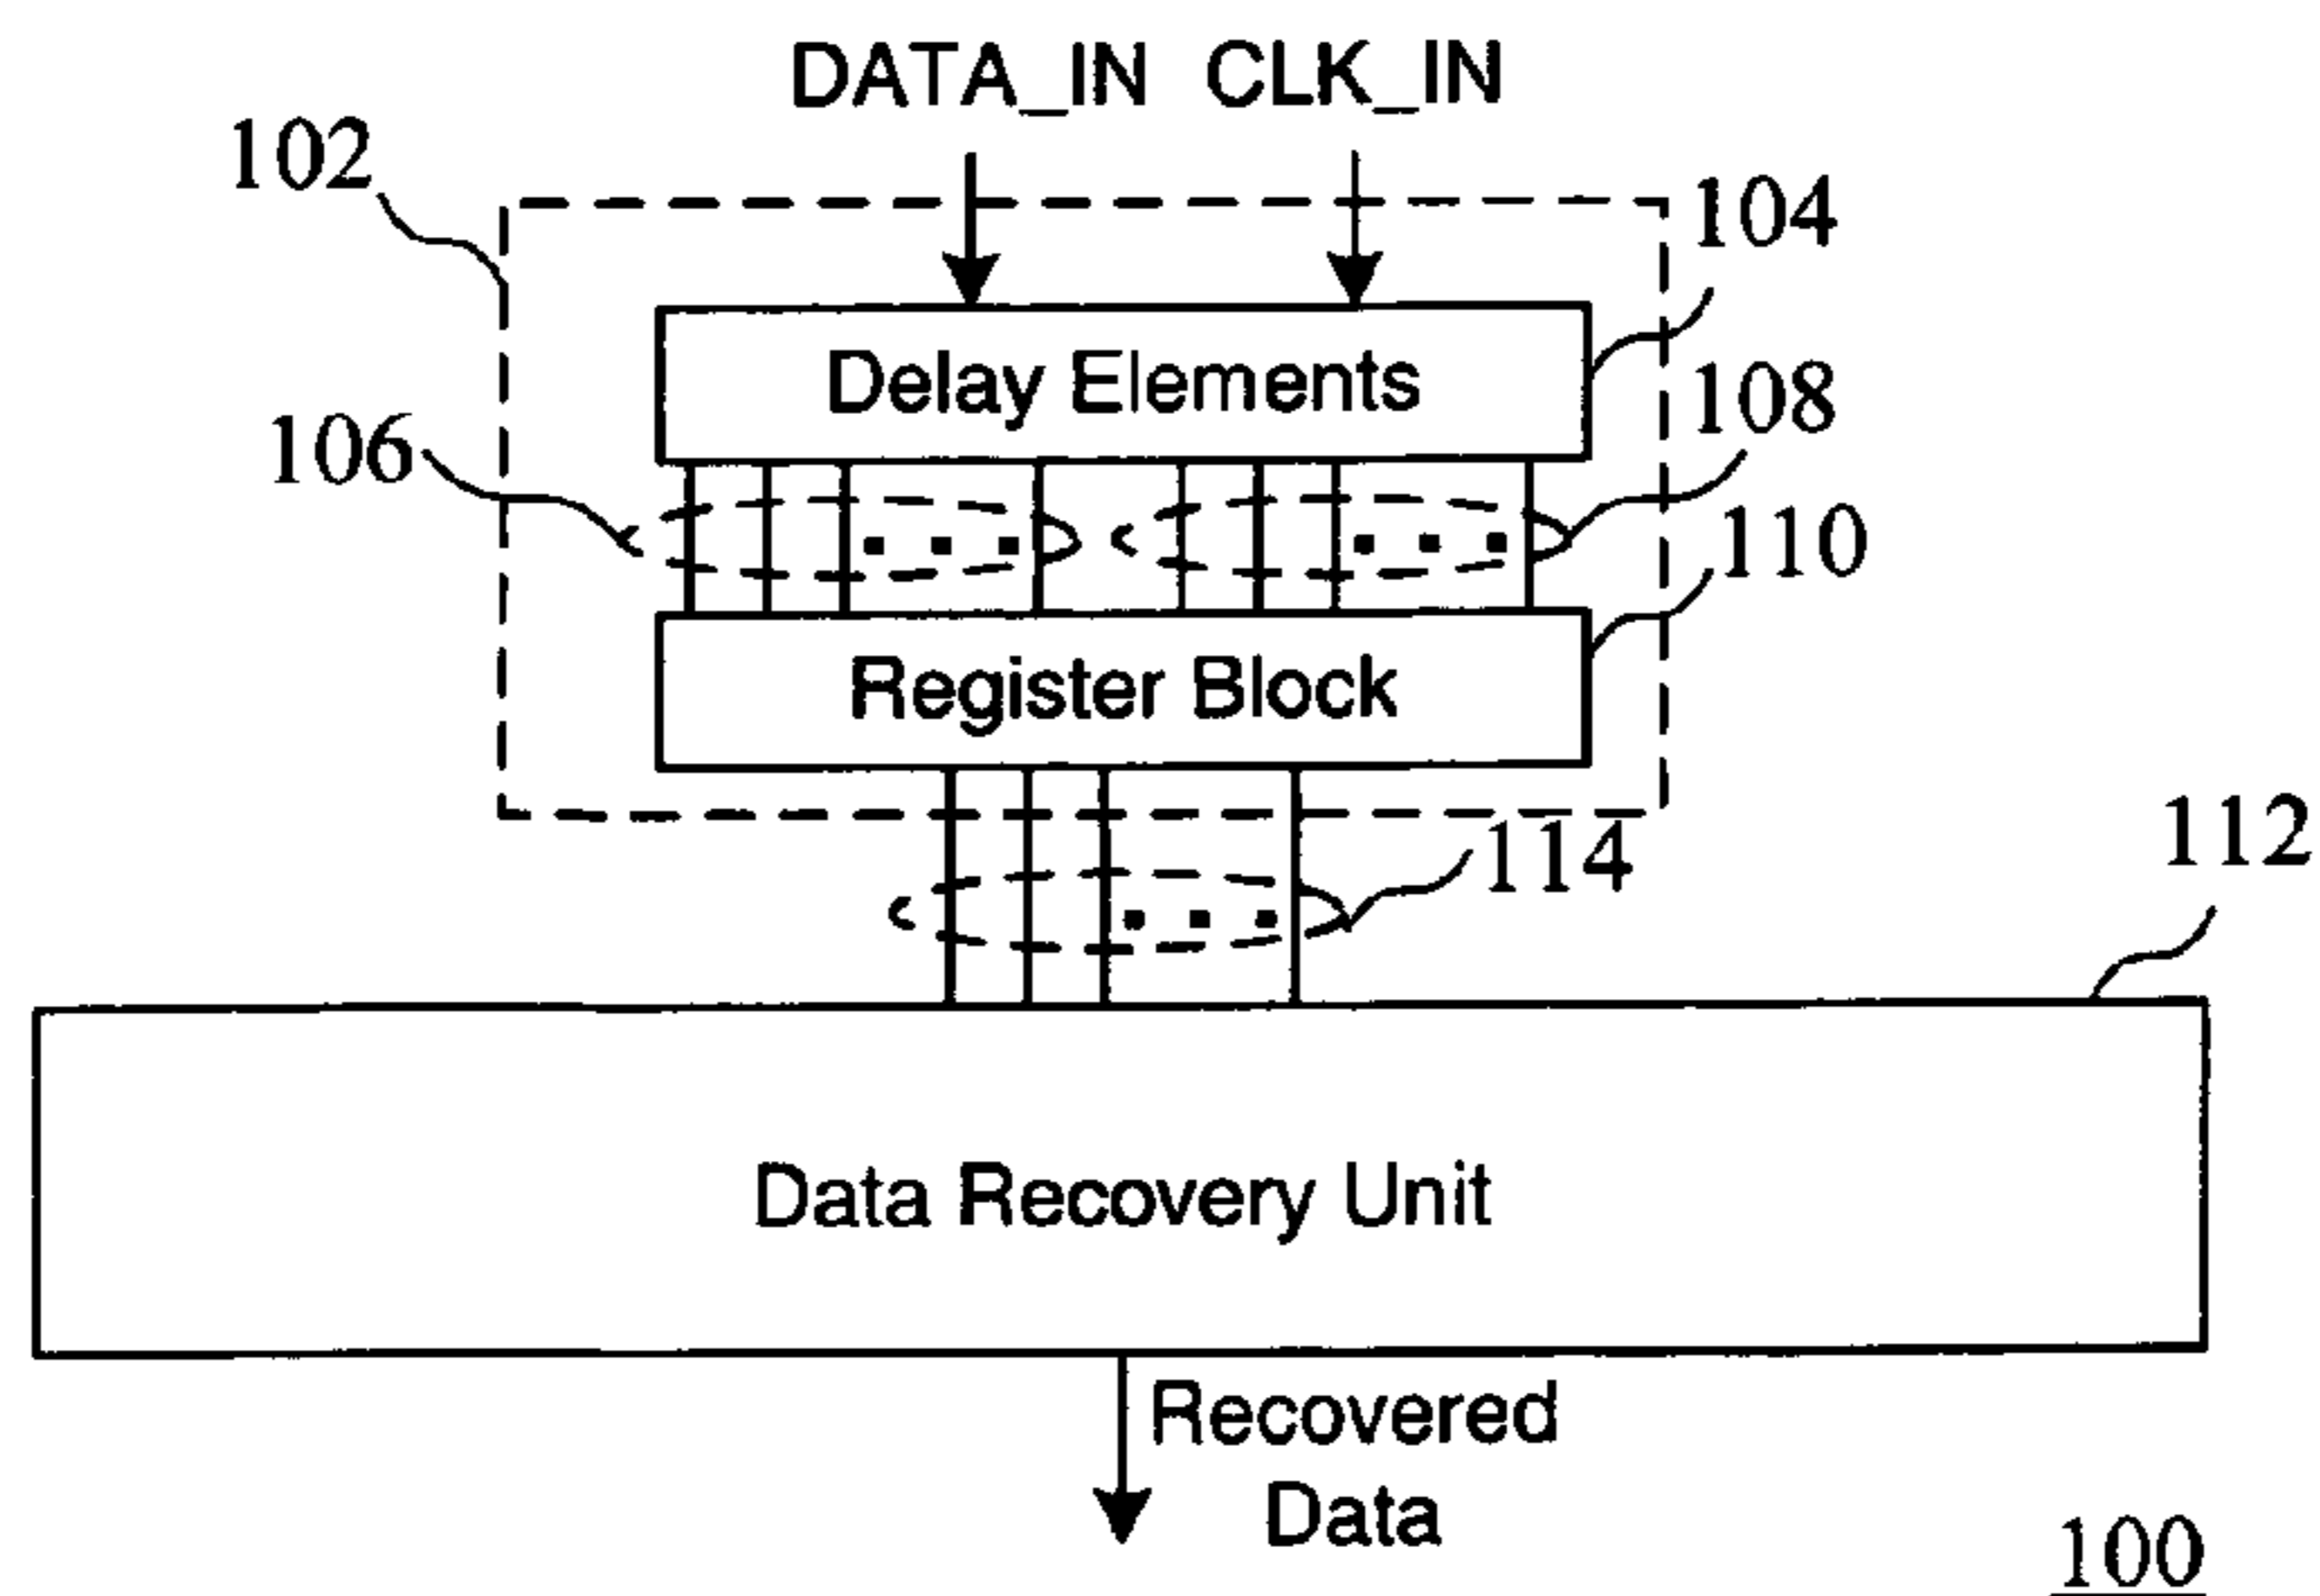 DATA_IN CLK_IN
102
104
Delay Elements
106
108
110
Register Block
114
112
Data Recovery Unit
Recovered
Data
100